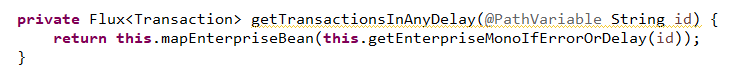 private Flux<Transaction> getTransactionsInAnyDelay(@PathVariable String id) {
return this.mapEnterpriseBean(this.getEnterpriseMonoIfErrorOrDelay(id));
}